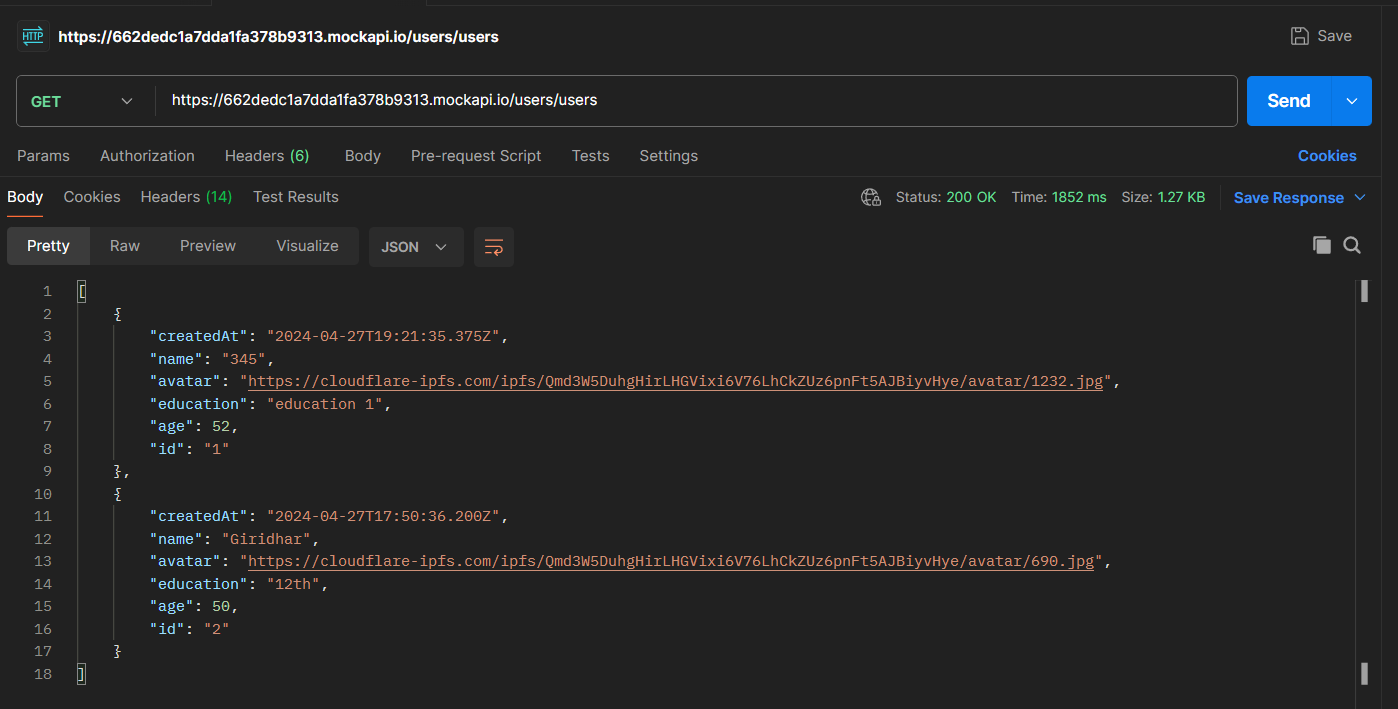 HTTP https://662dedc1a7dda1fa378b9313.mockapi.io/users/users Save
GET https://662dedc1a7dda1fa378b9313.mockapi.io/users/users Send
Params Authorization Headers (6) Body Pre-request Script Tests Settings Cookies
Body Cookies Headers (14) Test Results Status: 200 OK Time: 1852 ms Size: 1.27 KB Save Response
Pretty Raw Preview Visualize JSON
1 [
2 {
3 "createdAt": "2024-04-27T19:21:35.375Z",
4 "name": "345",
5 "avatar": "https://cloudflare-ipfs.com/ipfs/Qmd3W5DuhgHirLHGVixi6V76LhCkZUz6pnFt5AJBiyvHye/avatar/1232.jpg",
6 "education": "education 1",
7 "age": 52,
8 "id": "1"
9 },
10 {
11 "createdAt": "2024-04-27T17:50:36.200Z",
12 "name": "Giridhar",
13 "avatar": "https://cloudflare-ipfs.com/ipfs/Qmd3W5DuhgHirLHGVixi6V76LhCkZUz6pnFt5AJBiyvHye/avatar/690.jpg",
14 "education": "12th",
15 "age": 50,
16 "id": "2"
17 }
18 ]